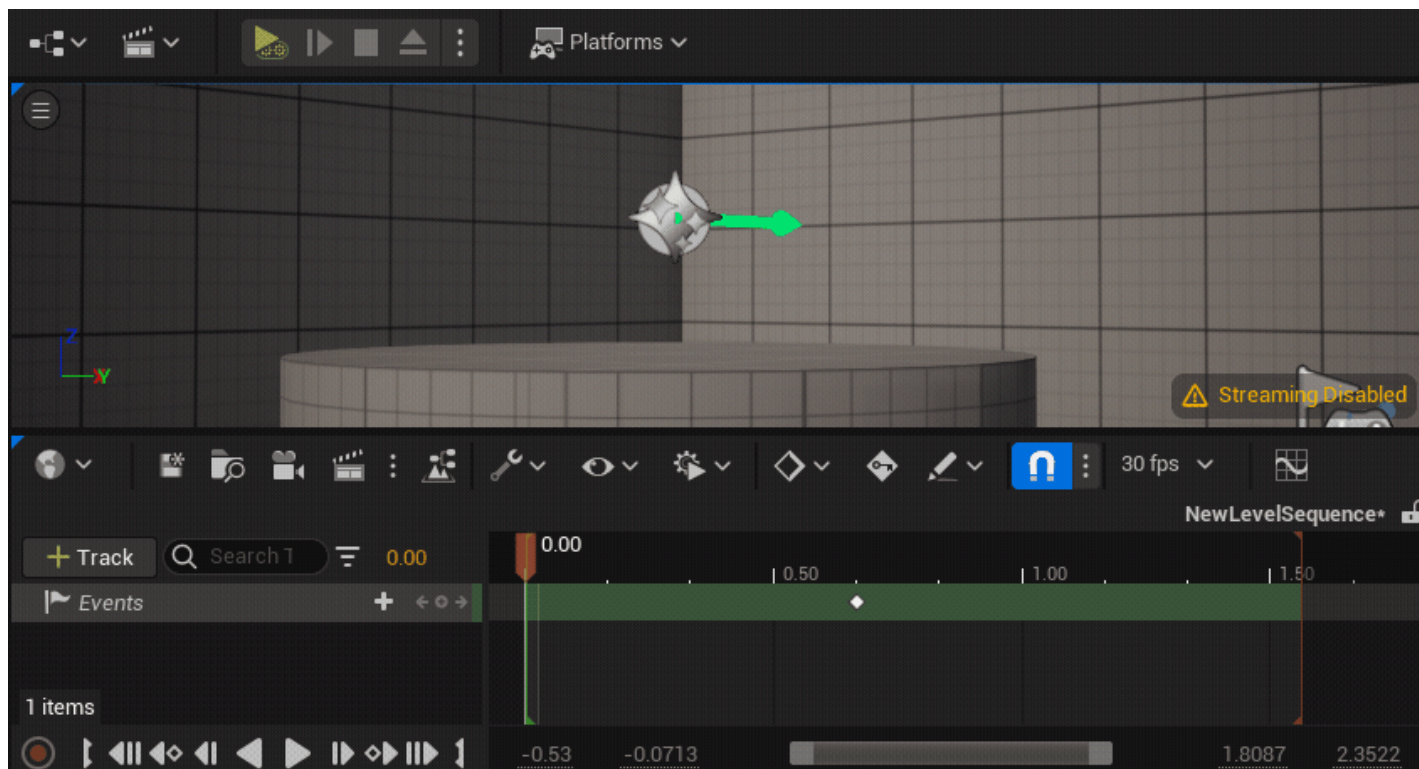 Platforms
Z
XY
Streaming Disabled
30 fps
NewLevelSequence*
Track
Search T
0.00
0.00
0.50
1.00
1.50
Events
1 items
-0.53
-0.0713
1.8087
2.3522